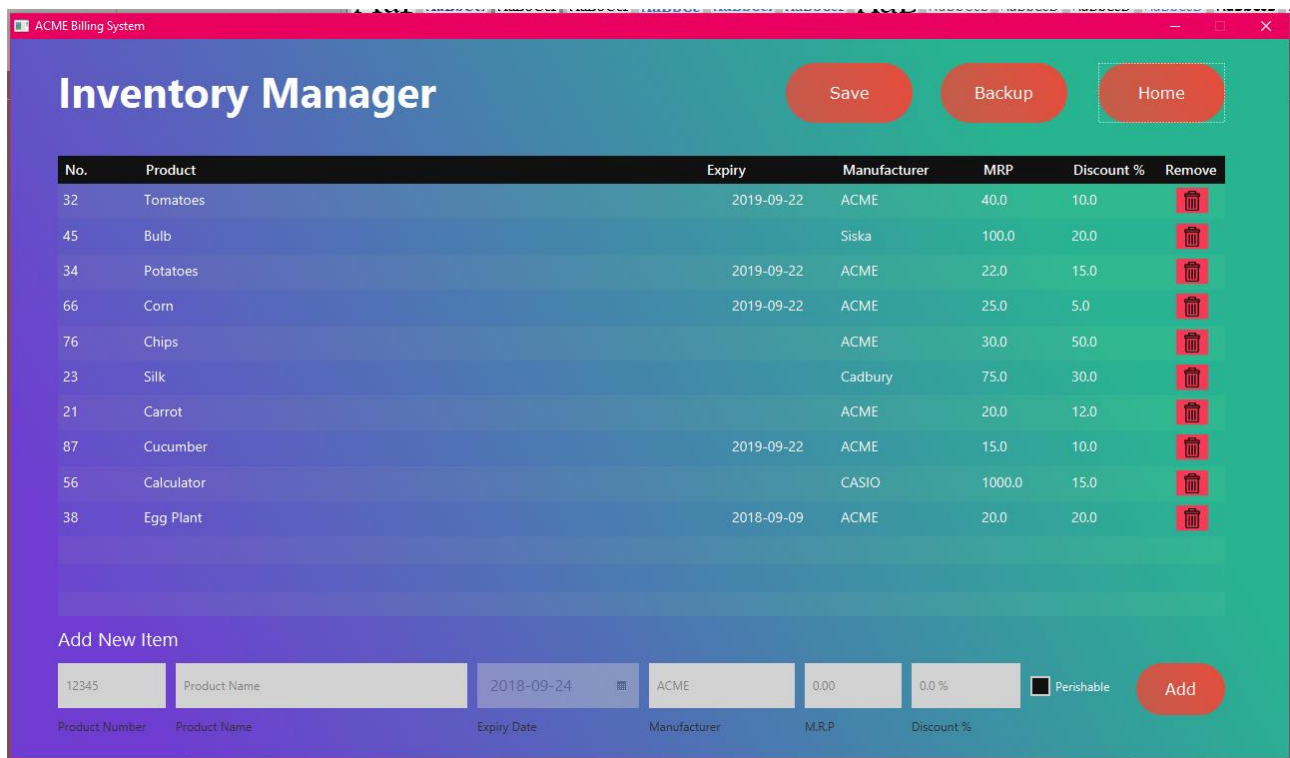 ACME Billing System
Inventory Manager
Save Backup Home
No. Product Expiry Manufacturer MRP Discount % Remove
32 Tomatoes 2019-09-22 ACME 40.0 10.0
45 Bulb Siska 100.0 20.0
34 Potatoes 2019-09-22 ACME 22.0 15.0
66 Corn 2019-09-22 ACME 25.0 5.0
76 Chips ACME 30.0 50.0
23 Silk Cadbury 75.0 30.0
21 Carrot ACME 20.0 12.0
87 Cucumber 2019-09-22 ACME 15.0 10.0
56 Calculator CASIO 1000.0 15.0
38 Egg Plant 2018-09-09 ACME 20.0 20.0
Add New Item
12345 Product Name 2018-09-24 ACME 0.00 0.0 % Perishable Add
Product Number Product Name Expiry Date Manufacturer M.R.P Discount %